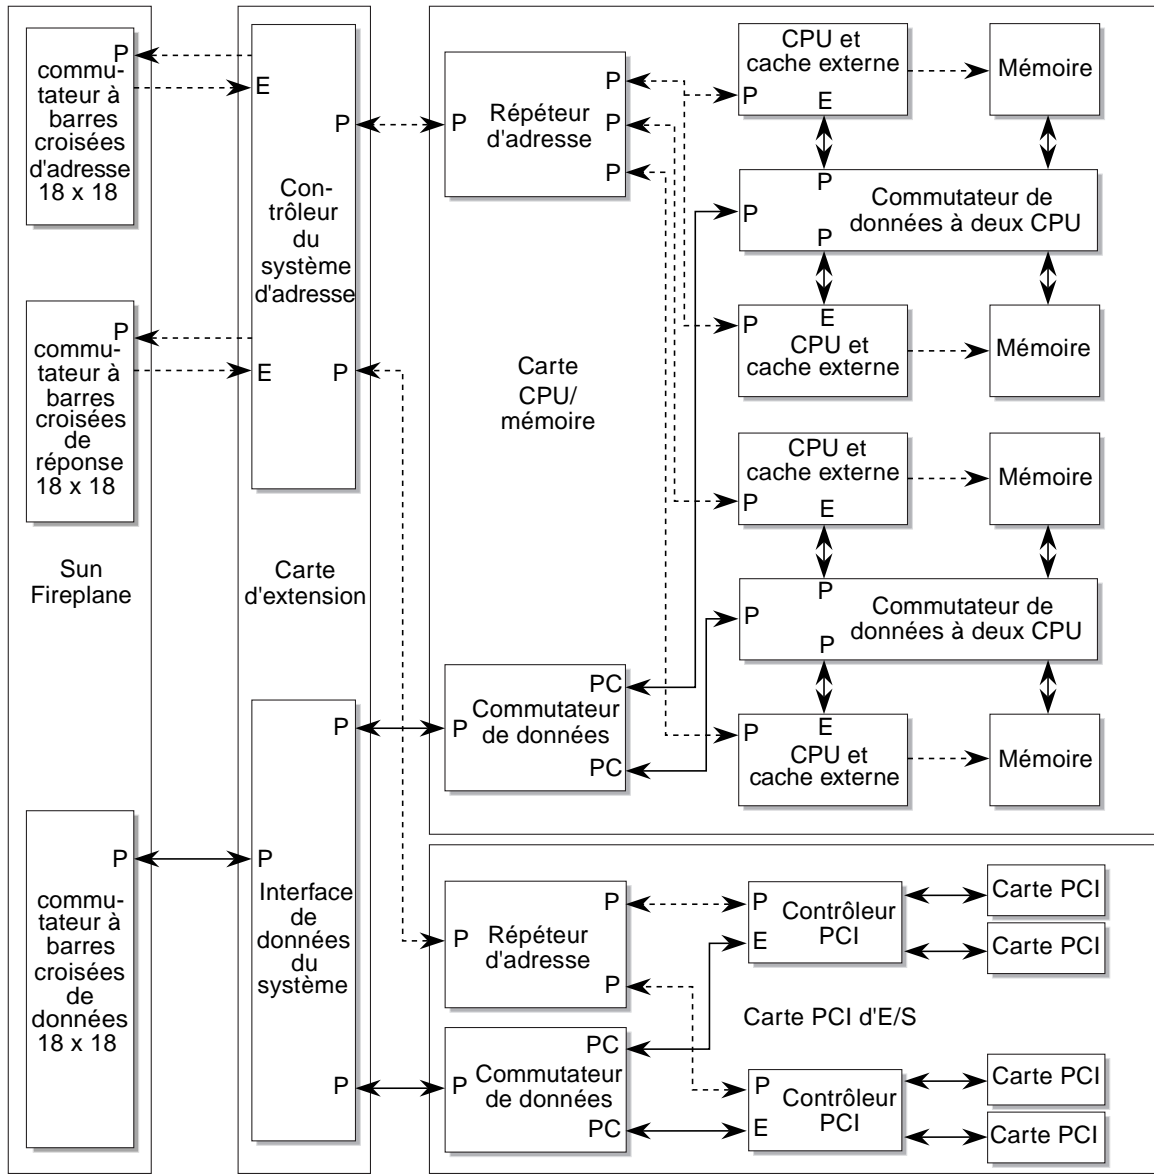 P
commu-
tateur à
barres
croisées
d'adresse
18 x 18
P
commu-
tateur à
barres
croisées
de
réponse
18 x 18
Sun
Fireplane
P
commu-
tateur à
barres
croisées
de
données
18 x 18
E
P
Con-
trôleur
du
système
d'adresse
E
P
Carte
d'extension
P
P
Interface
de
données
du
système
P
P
Répéteur
d'adresse
P
P
P
Carte
CPU/
mémoire
PC
P
Commutateur
de données
PC
CPU et
cache externe
P
E
Mémoire
P
P
Commutateur de
données à deux CPU
P
P
E
CPU et
cache externe
Mémoire
CPU et
cache externe
P
E
Mémoire
P
P
Commutateur de
données à deux CPU
P
P
E
CPU et
cache externe
Mémoire
P
P
Répéteur
d'adresse
P
PC
P
Commutateur
de données
PC
P
E
Contrôleur
PCI
Carte PCI
Carte PCI
Carte PCI d'E/S
P
E
Contrôleur
PCI
Carte PCI
Carte PCI